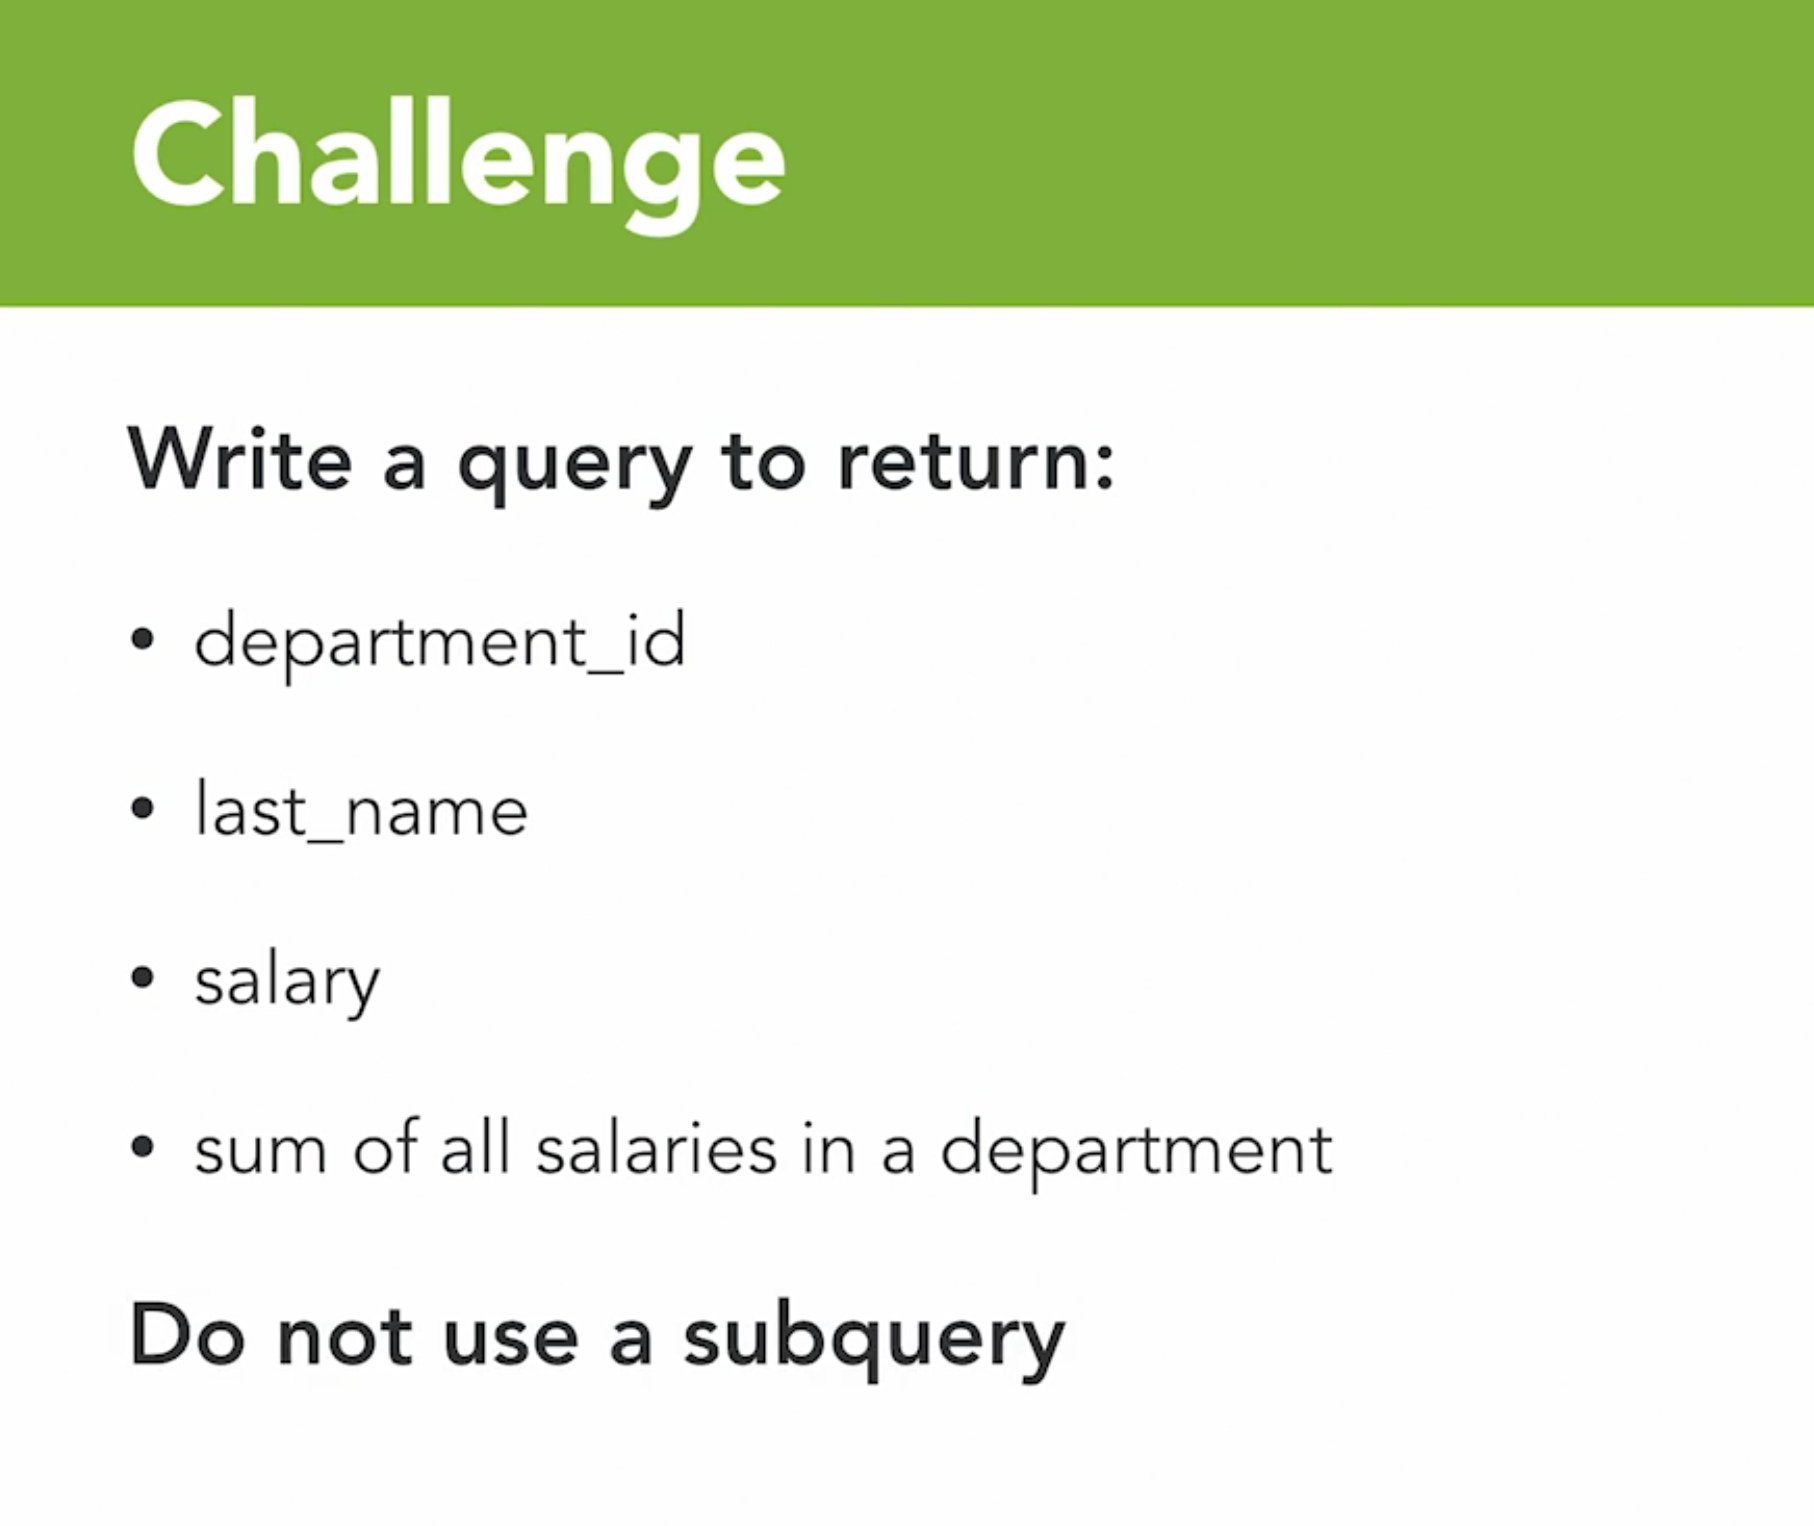 Challenge
Write a query to return:
• department_id
• last_name
• salary
• sum of all salaries in a department
Do not use a subquery